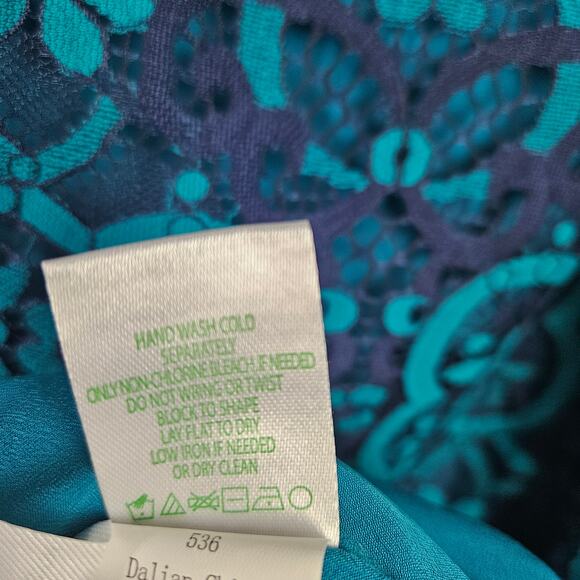 HAND WASH COLD
SEPARATELY
ONLY NON-CHLORINE BLEACH IF NEEDED
DO NOT WRING OR TWIST
BLOCK TO SHAPE
LAY FLAT TO DRY
LOW IRON IF NEEDED
OR DRY CLEAN
536
Dalian